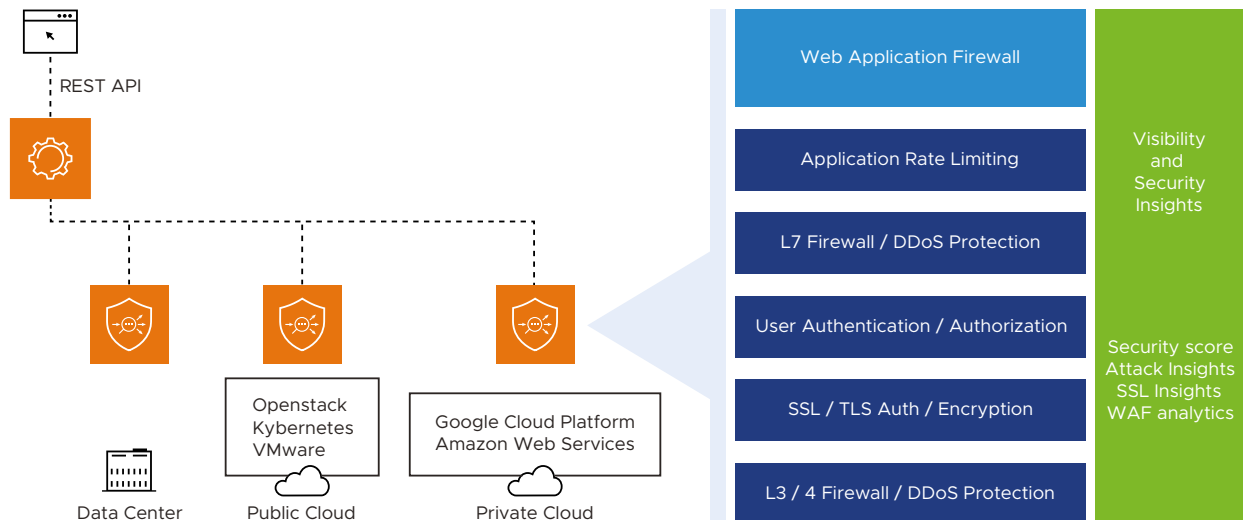 REST API
Openstack
Kubernetes
VMware
Google Cloud Platform
Amazon Web Services
Data Center
Public Cloud
Private Cloud
Web Application Firewall
Application Rate Limiting
L7 Firewall / DDoS Protection
User Authentication / Authorization
SSL / TLS Auth / Encryption
L3 / 4 Firewall / DDoS Protection
Visibility
and
Security
Insights
Security score
Attack Insights
SSL Insights
WAF analytics